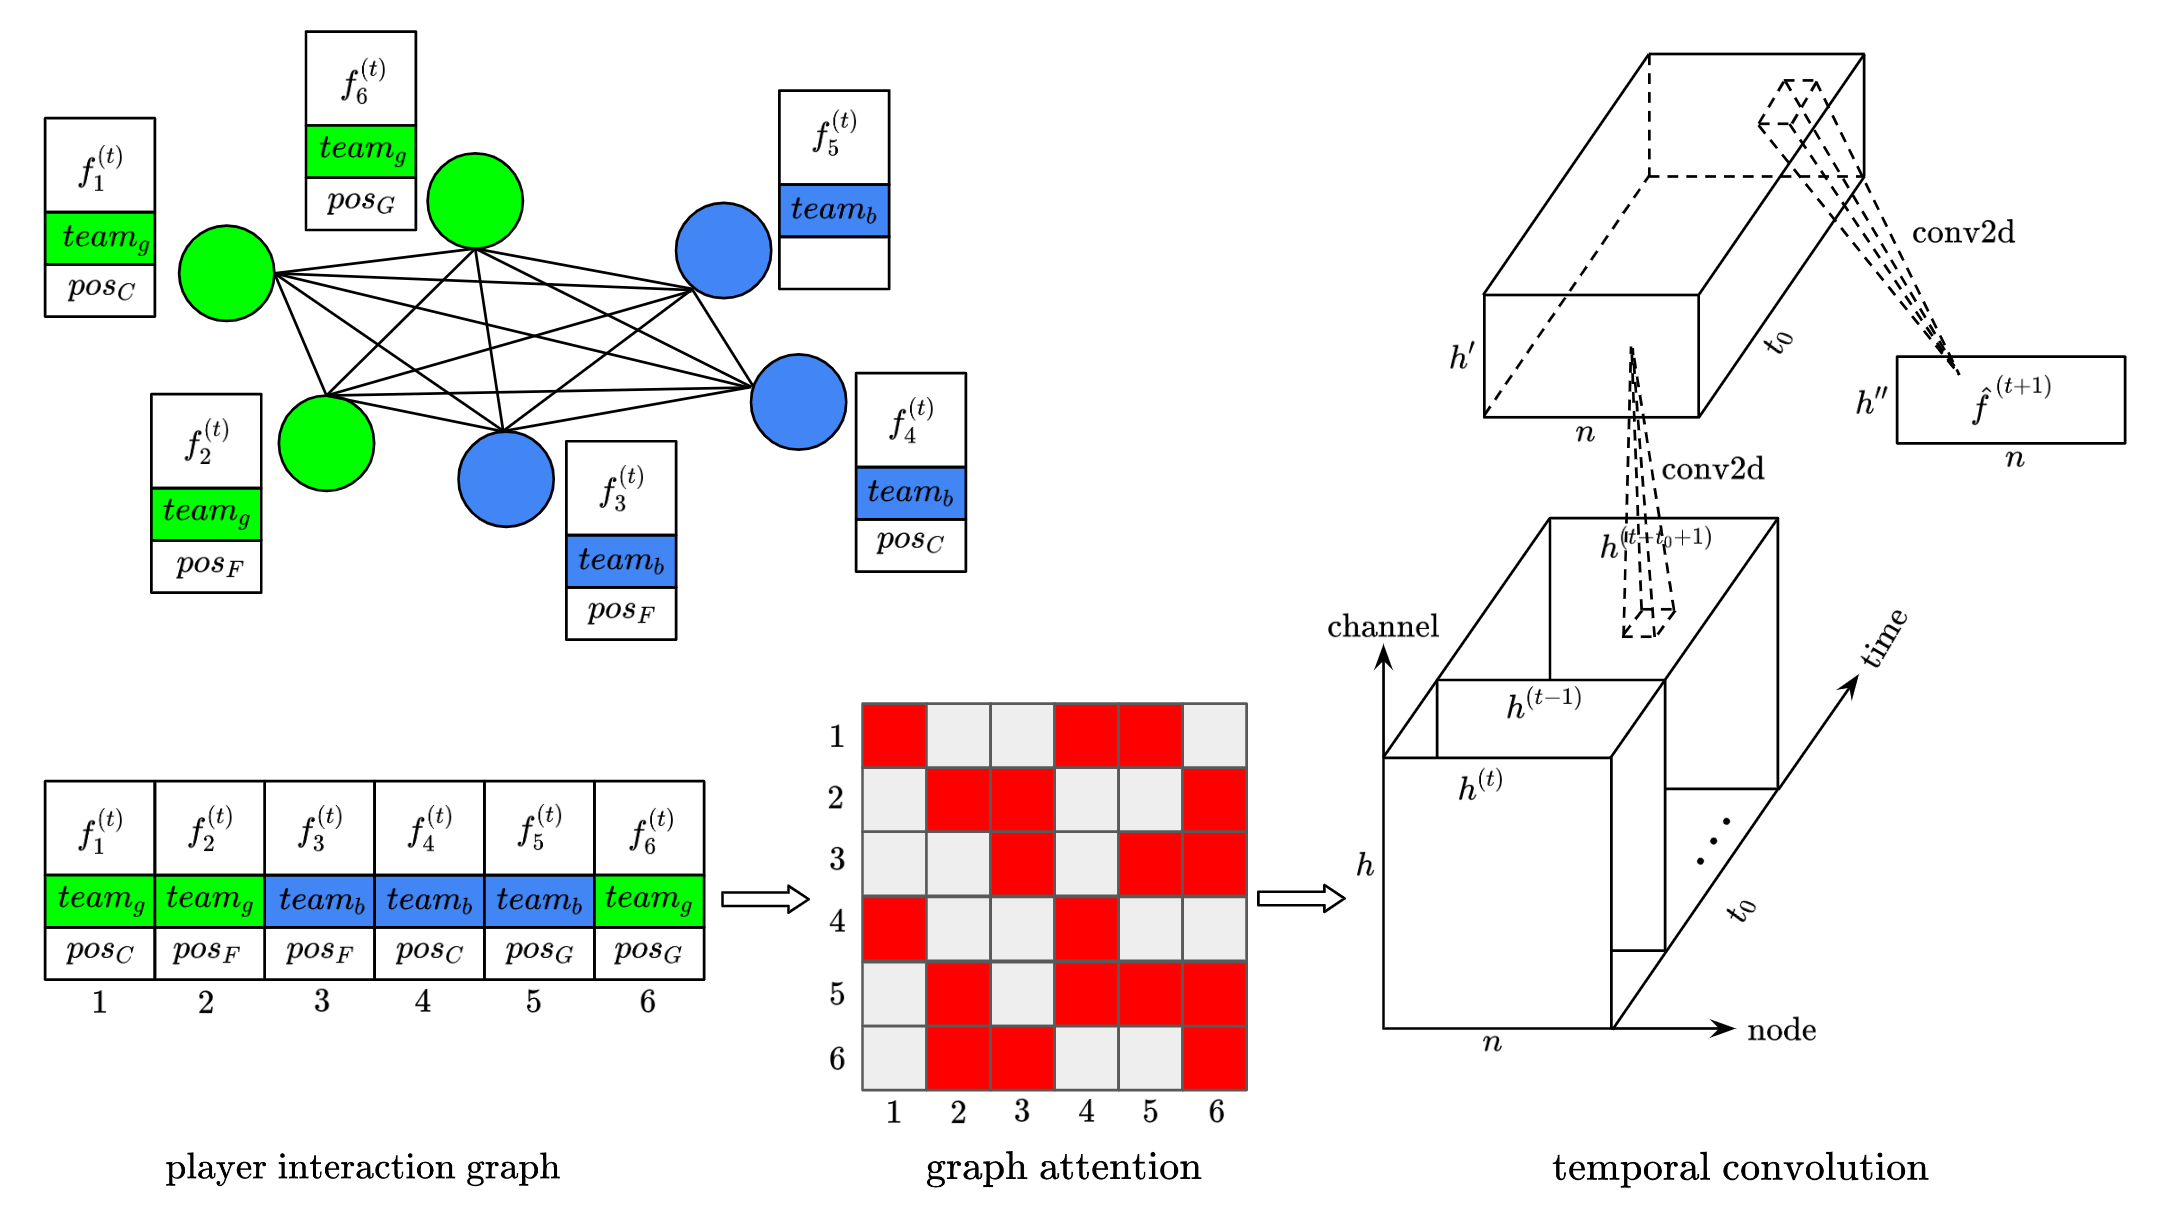 f_6^{(t)}
team_g
pos_G
f_1^{(t)}
team_g
pos_C
f_5^{(t)}
team_b
f_2^{(t)}
team_g
pos_F
f_3^{(t)}
team_b
pos_F
f_4^{(t)}
team_b
pos_C
f_1^{(t)} f_2^{(t)} f_3^{(t)} f_4^{(t)} f_5^{(t)} f_6^{(t)}
team_g team_g team_b team_b team_b team_g
pos_C pos_F pos_F pos_C pos_G pos_G
1 2 3 4 5 6
player interaction graph
1
2
3
4
5
6
1 2 3 4 5 6
graph attention
conv2d
h′
t_0
n
h″
f̂^{(t+1)}
n
conv2d
h^{(t−t_0+1)}
channel
time
h^{(t−1)}
h^{(t)}
h
t_0
n
node
temporal convolution